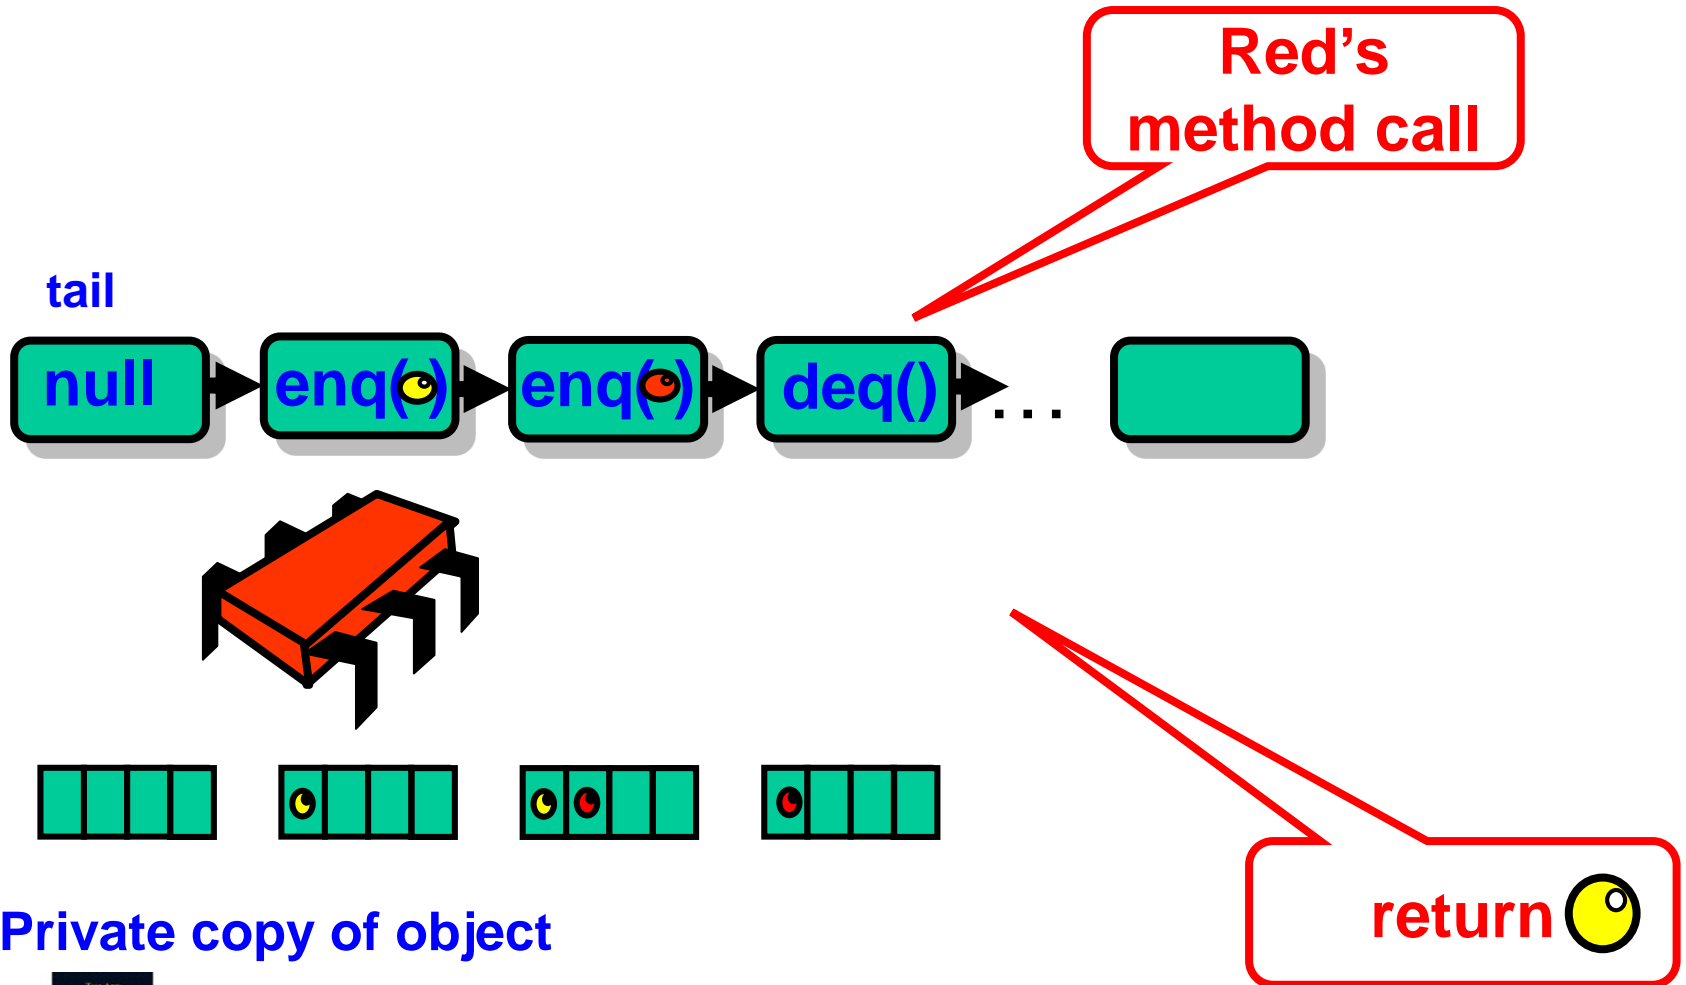 Red’s
method call
tail
null enq( ) enq( ) deq() ...
Private copy of object
return